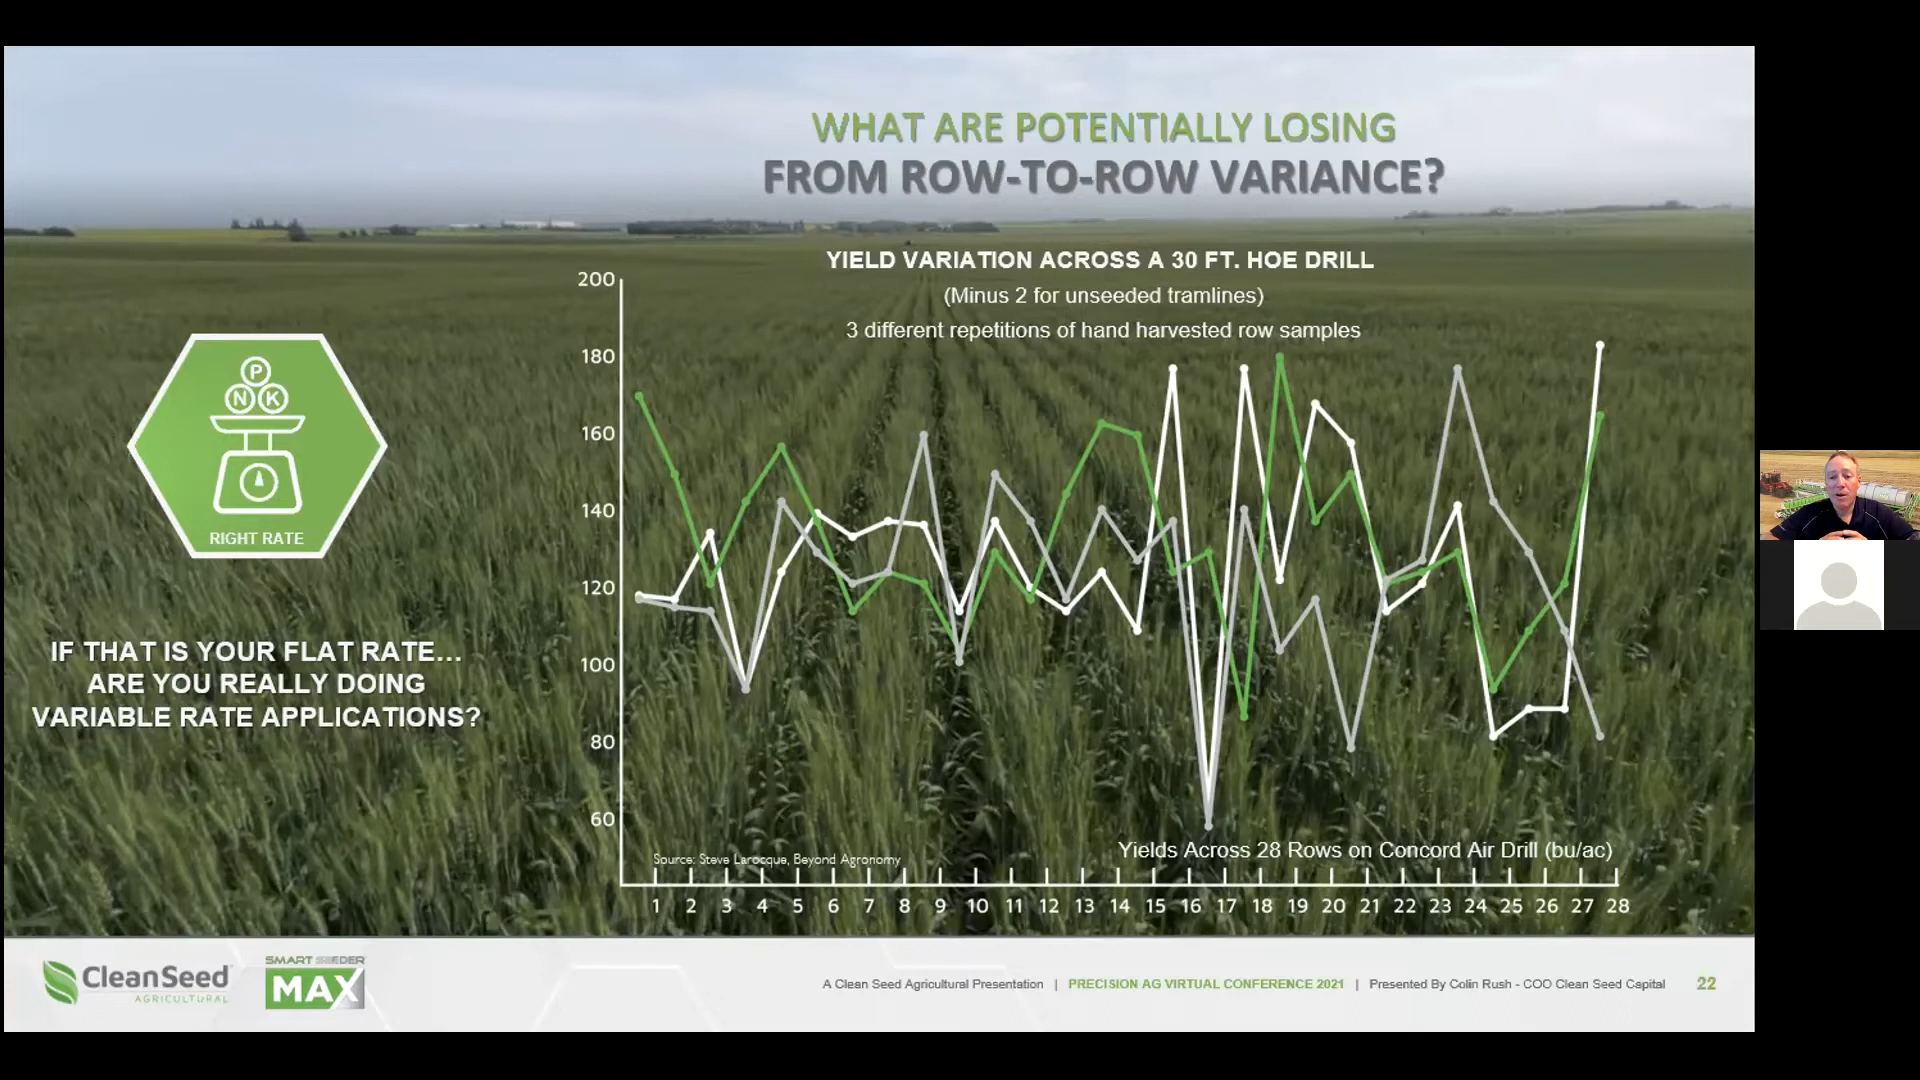 WHAT ARE POTENTIALLY LOSING
FROM ROW-TO-ROW VARIANCE?
YIELD VARIATION ACROSS A 30 FT. HOE DRILL
(Minus 2 for unseeded tramlines)
3 different repetitions of hand harvested row samples
P
N K
RIGHT RATE
IF THAT IS YOUR FLAT RATE...
ARE YOU REALLY DOING
VARIABLE RATE APPLICATIONS?
200
180
160
140
120
100
80
60
Source: Steve Larocque, Beyond Agronomy
Yields Across 28 Rows on Concord Air Drill (bu/ac)
1 2 3 4 5 6 7 8 9 10 11 12 13 14 15 16 17 18 19 20 21 22 23 24 25 26 27 28
CleanSeed
AGRICULTURAL
SMART SEEDER
MAX
A Clean Seed Agricultural Presentation | PRECISION AG VIRTUAL CONFERENCE 2021 | Presented By Colin Rush - COO Clean Seed Capital 22